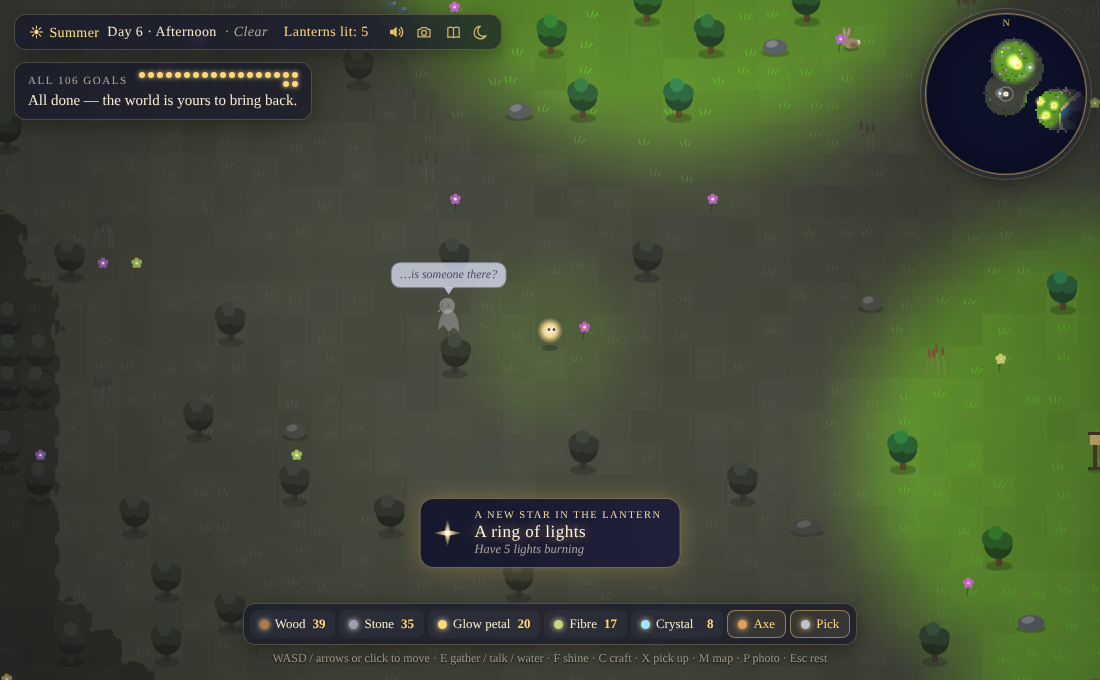 Summer Day 6 · Afternoon · Clear Lanterns lit: 5
N
ALL 106 GOALS
All done — the world is yours to bring back.
…is someone there?
A NEW STAR IN THE LANTERN
A ring of lights
Have 5 lights burning
Wood 39 Stone 35 Glow petal 20 Fibre 17 Crystal 8 Axe Pick
WASD / arrows or click to move · E gather / talk / water · F shine · C craft · X pick up · M map · P photo · Esc rest